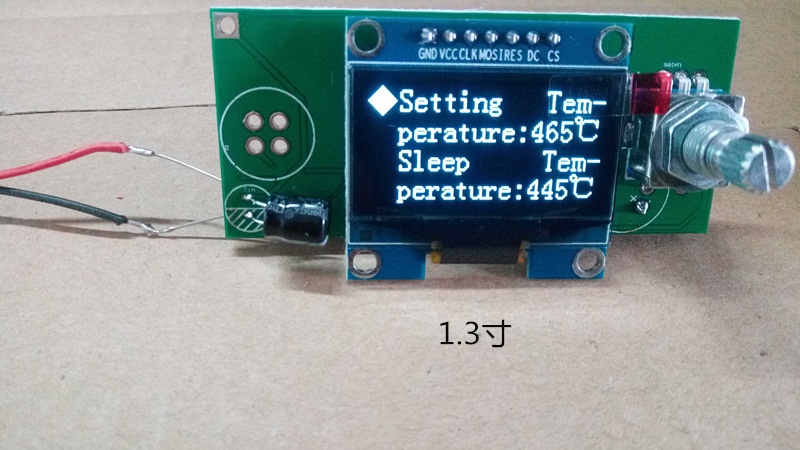 GND VCC CLK MOSI RES DC CS
Setting Tem-
perature:465℃
Sleep Tem-
perature:445℃
1.3寸